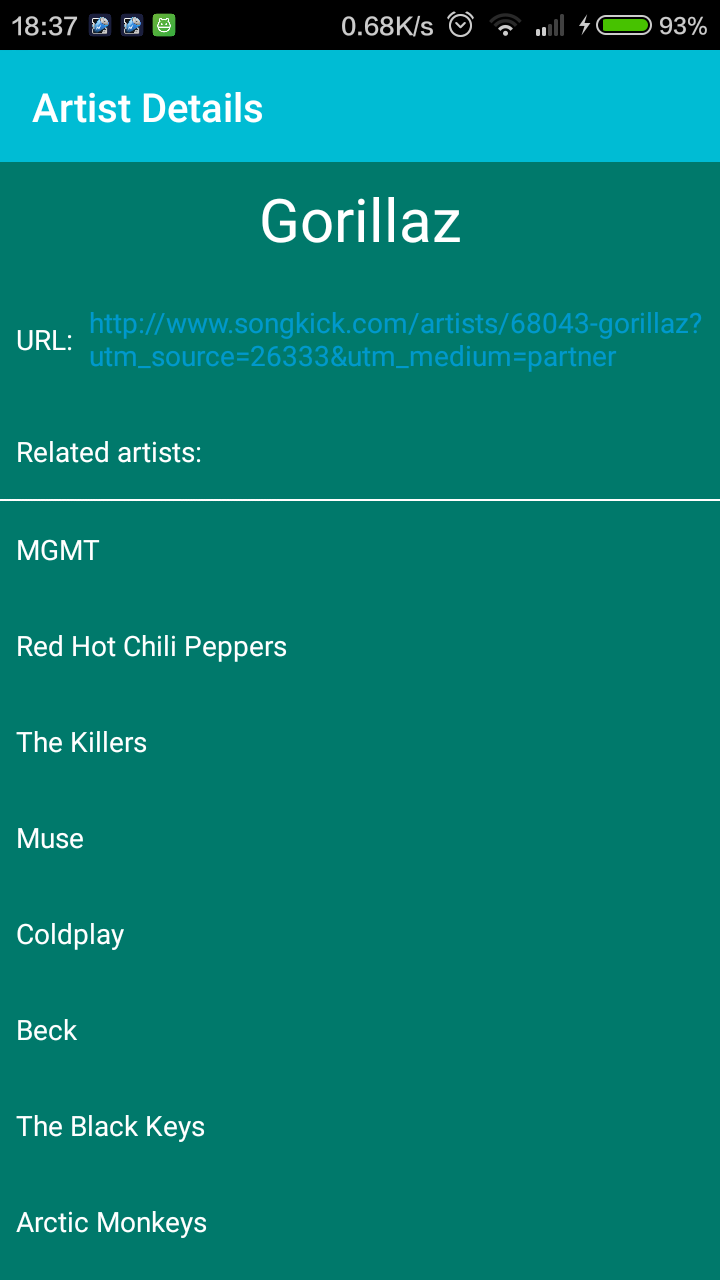 18:37 0.68K/s 93%
Artist Details
Gorillaz
URL: http://www.songkick.com/artists/68043-gorillaz?
utm_source=26333&utm_medium=partner
Related artists:
MGMT
Red Hot Chili Peppers
The Killers
Muse
Coldplay
Beck
The Black Keys
Arctic Monkeys